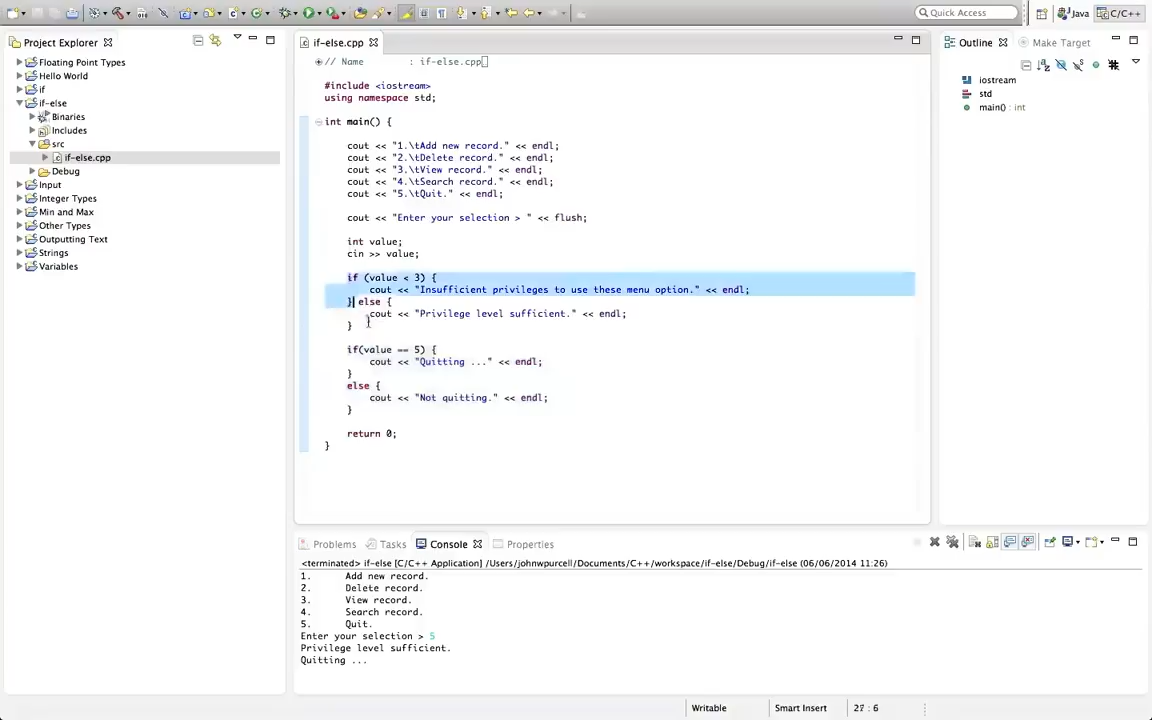 Quick Access
Java
C/C++
Project Explorer
Floating Point Types
Hello World
if
if-else
Binaries
Includes
src
if-else.cpp
Debug
Input
Integer Types
Min and Max
Other Types
Outputting Text
Strings
Variables
if-else.cpp
// Name        : if-else.cpp
#include <iostream>
using namespace std;
int main() {
cout << "1.\tAdd new record." << endl;
cout << "2.\tDelete record." << endl;
cout << "3.\tView record." << endl;
cout << "4.\tSearch record." << endl;
cout << "5.\tQuit." << endl;
cout << "Enter your selection > " << flush;
int value;
cin >> value;
if (value < 3) {
cout << "Insufficient privileges to use these menu option." << endl;
} else {
cout << "Privilege level sufficient." << endl;
}
if(value == 5) {
cout << "Quitting ..." << endl;
}
else {
cout << "Not quitting." << endl;
}
return 0;
}
Outline
Make Target
iostream
std
main() : int
Problems
Tasks
Console
Properties
<terminated> if-else [C/C++ Application] /Users/johnwpurcell/Documents/C++/workspace/if-else/Debug/if-else (06/06/2014 11:26)
1.      Add new record.
2.      Delete record.
3.      View record.
4.      Search record.
5.      Quit.
Enter your selection > 5
Privilege level sufficient.
Quitting ...
Writable
Smart Insert
27 : 6